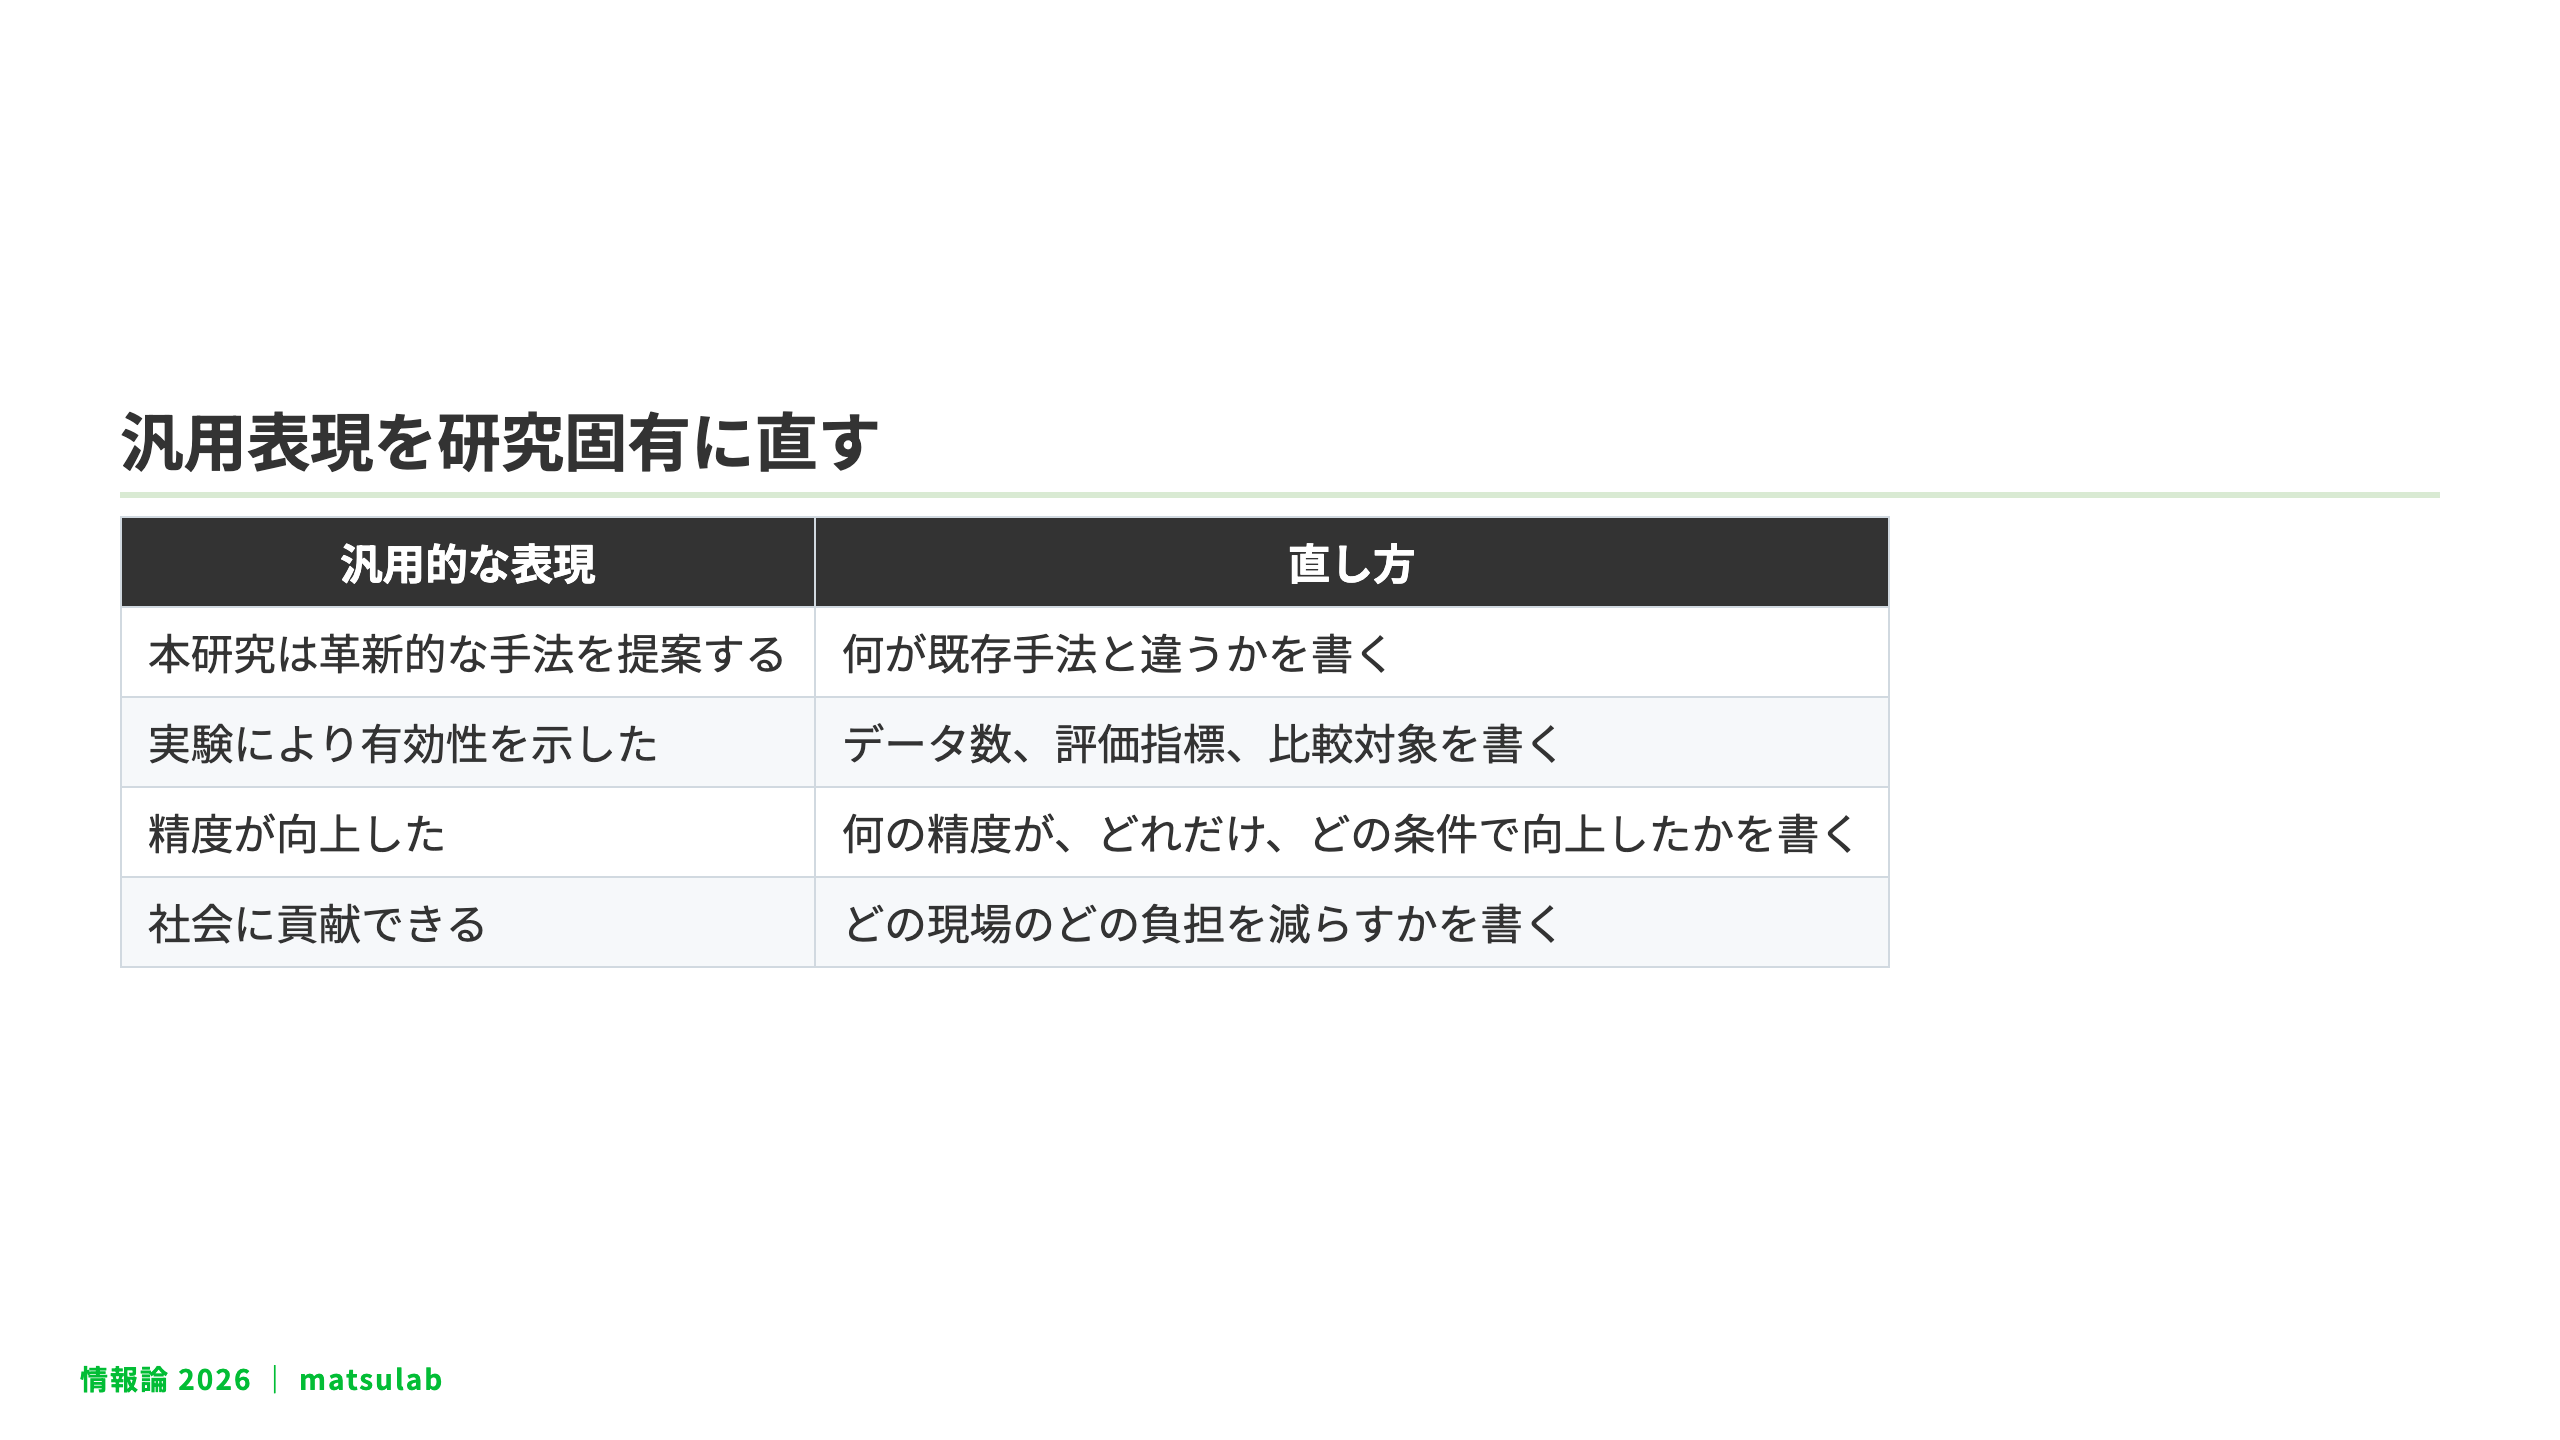 汎用表現を研究固有に直す
汎用的な表現 直し方
本研究は革新的な手法を提案する 何が既存手法と違うかを書く
実験により有効性を示した データ数、評価指標、比較対象を書く
精度が向上した 何の精度が、どれだけ、どの条件で向上したかを書く
社会に貢献できる どの現場のどの負担を減らすかを書く
情報論 2026 ｜ matsulab